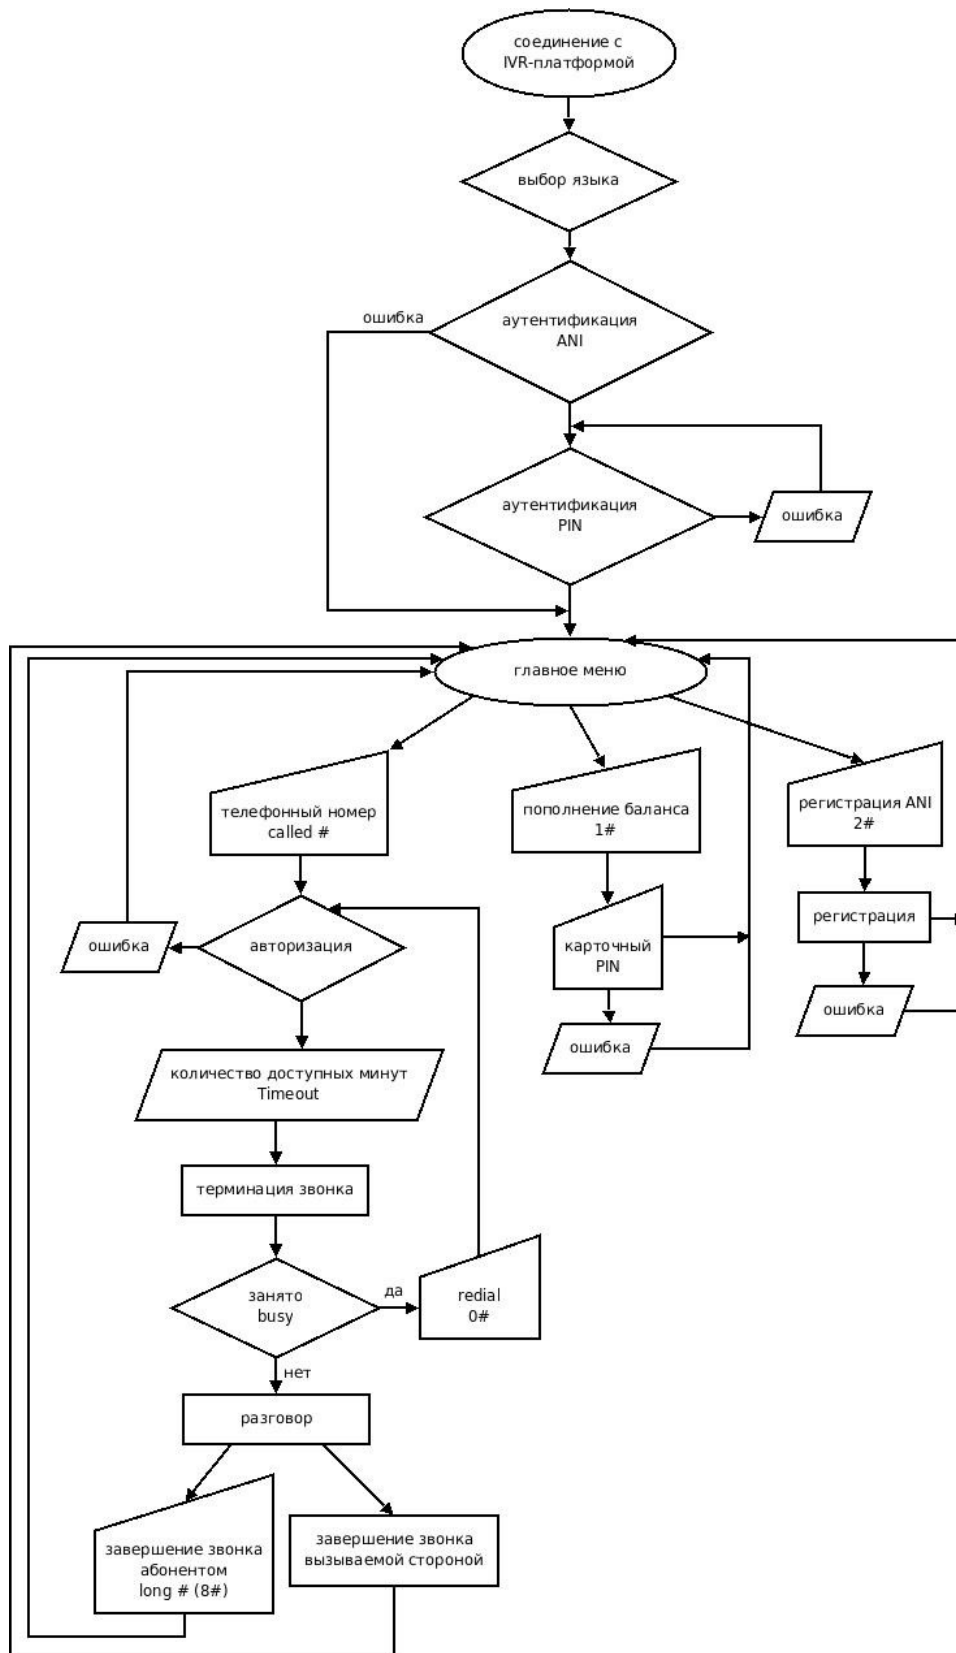 соединение с
IVR-платформой
выбор языка
ошибка
аутентификация
ANI
аутентификация
PIN
ошибка
главное меню
телефонный номер
called #
пополнение баланса
1#
регистрация ANI
2#
ошибка
авторизация
карточный
PIN
регистрация
ошибка
ошибка
количество доступных минут
Timeout
терминация звонка
занято
busy
да
redial
0#
нет
разговор
завершение звонка
абонентом
long # (8#)
завершение звонка
вызываемой стороной